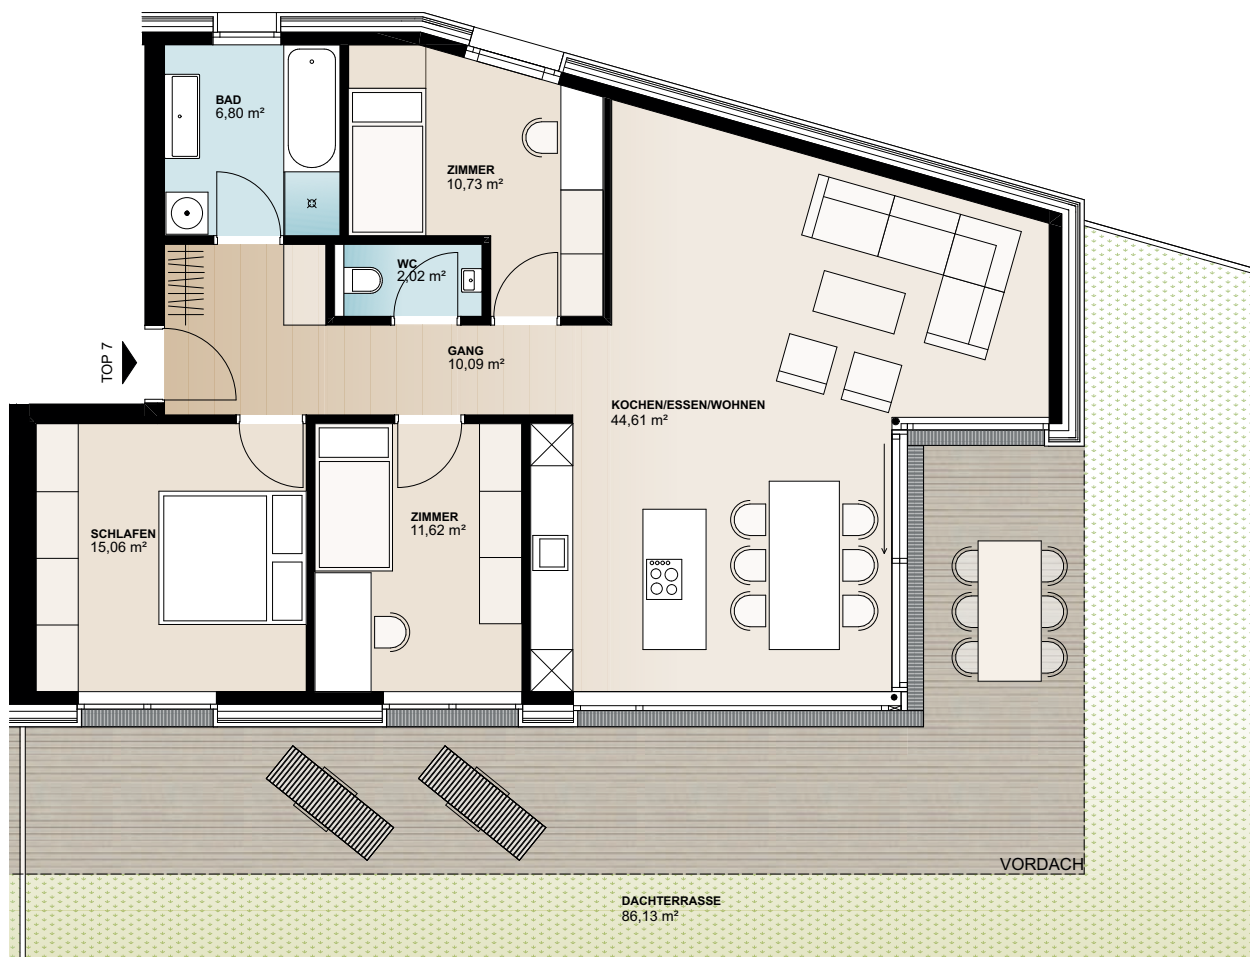 BAD
6,80 m²
ZIMMER
10,73 m²
WC
2,02 m²
TOP 7
GANG
10,09 m²
KOCHEN/ESSEN/WOHNEN
44,61 m²
SCHLAFEN
15,06 m²
ZIMMER
11,62 m²
VORDACH
DACHTERRASSE
86,13 m²